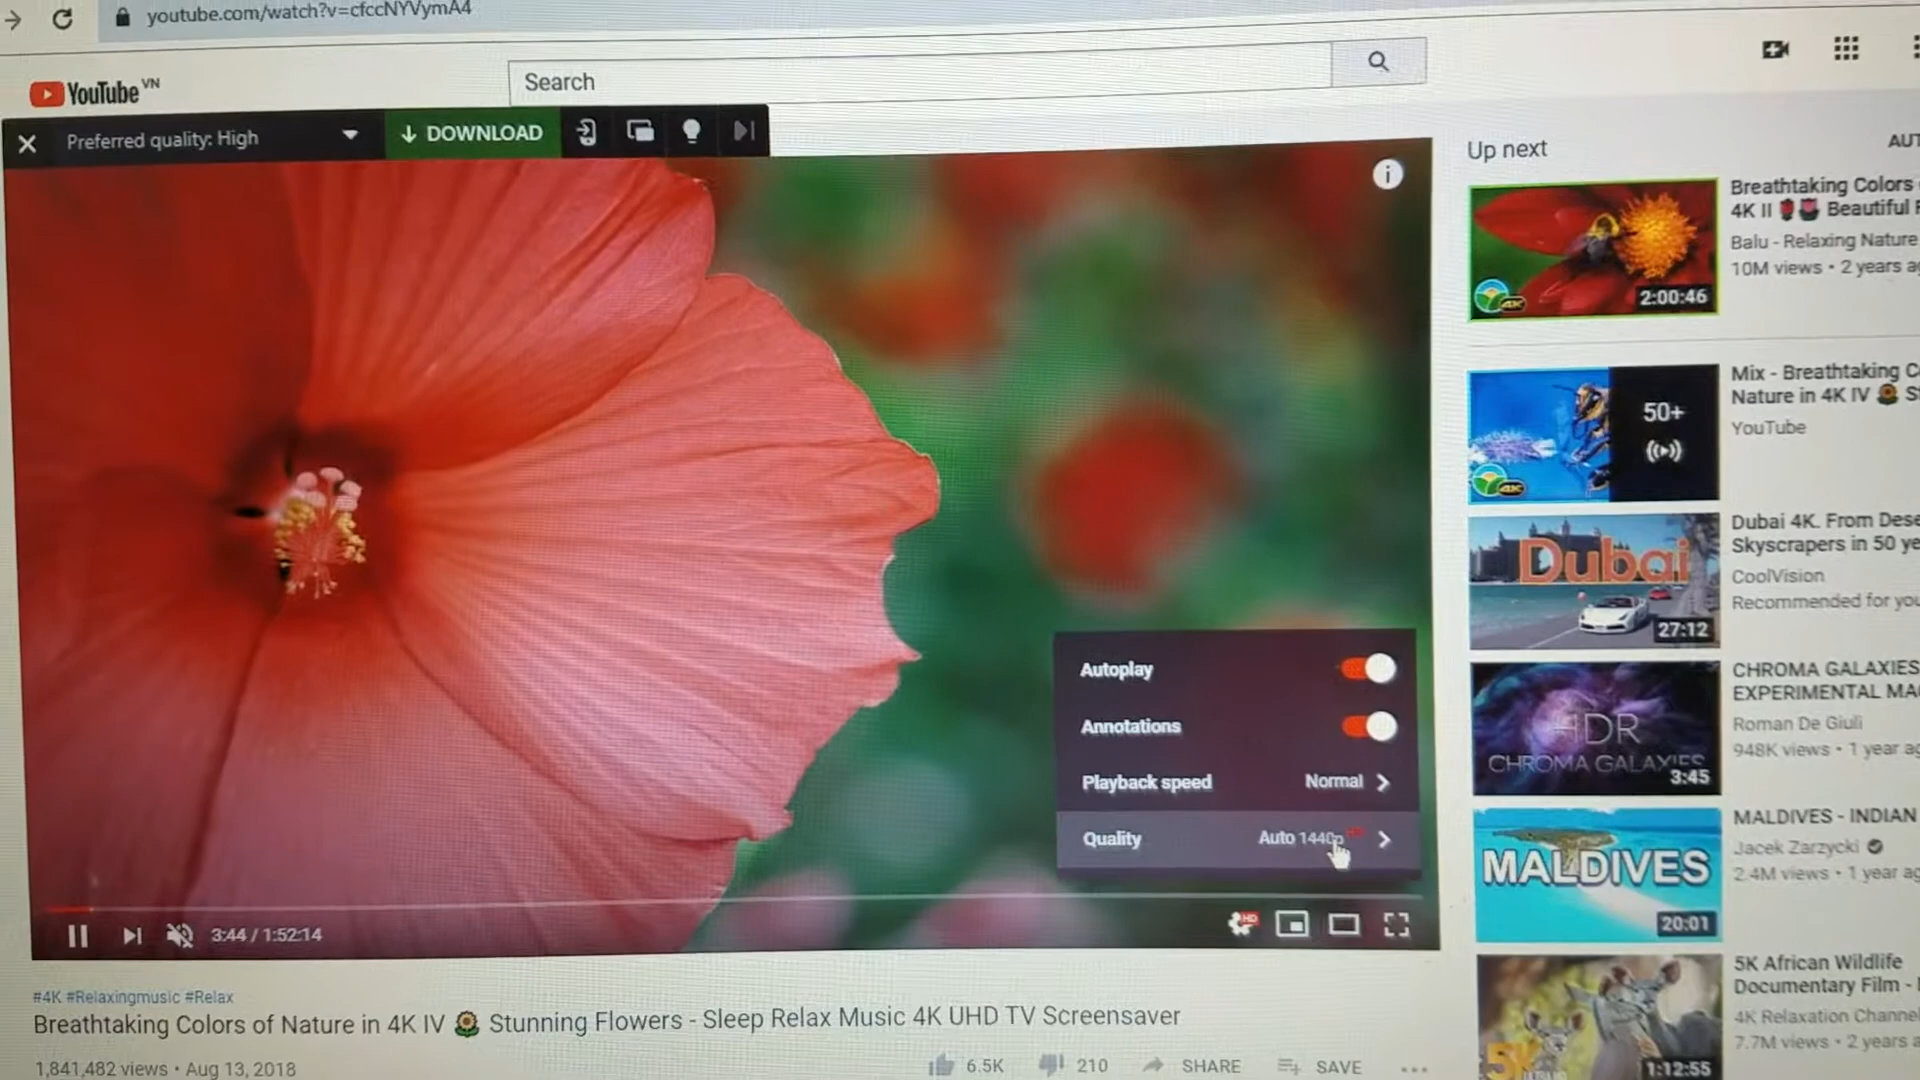 youtube.com/watch?v=cfccNYVymA4
YouTube VN
Search
Preferred quality: High
DOWNLOAD
Up next
AUT
Breathtaking Colors
4K II Beautiful F
Balu - Relaxing Nature
10M views • 2 years a
4K
2:00:46
Mix - Breathtaking C
Nature in 4K IV S
YouTube
50+
4K
Dubai 4K. From Dese
Skyscrapers in 50 ye
CoolVision
Recommended for you
Dubai
27:12
CHROMA GALAXIES
EXPERIMENTAL MA
Roman De Giuli
948K views • 1 year ag
HDR
CHROMA GALAXIES
3:45
MALDIVES - INDIAN
Jacek Zarzycki
2.4M views • 1 year ag
MALDIVES
20:01
5K African Wildlife
Documentary Film -
4K Relaxation Channel
7.7M views • 2 years a
5K
1:12:55
Autoplay
Annotations
Playback speed Normal
Quality Auto 1440p
3:44 / 1:52:14
HD
#4K #Relaxingmusic #Relax
Breathtaking Colors of Nature in 4K IV Stunning Flowers - Sleep Relax Music 4K UHD TV Screensaver
1,841,482 views • Aug 13, 2018
6.5K 210 SHARE SAVE